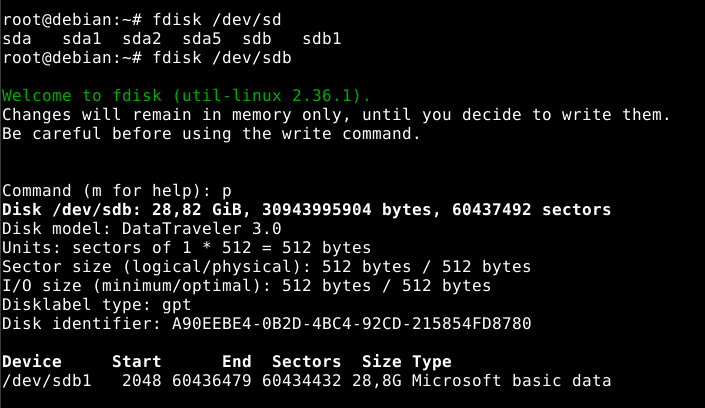 root@debian:~# fdisk /dev/sd
sda   sda1  sda2  sda5  sdb   sdb1
root@debian:~# fdisk /dev/sdb
Welcome to fdisk (util-linux 2.36.1).
Changes will remain in memory only, until you decide to write them.
Be careful before using the write command.
Command (m for help): p
Disk /dev/sdb: 28,82 GiB, 30943995904 bytes, 60437492 sectors
Disk model: DataTraveler 3.0
Units: sectors of 1 * 512 = 512 bytes
Sector size (logical/physical): 512 bytes / 512 bytes
I/O size (minimum/optimal): 512 bytes / 512 bytes
Disklabel type: gpt
Disk identifier: A90EEBE4-0B2D-4BC4-92CD-215854FD8780
Device     Start      End  Sectors  Size Type
/dev/sdb1   2048 60436479 60434432 28,8G Microsoft basic data